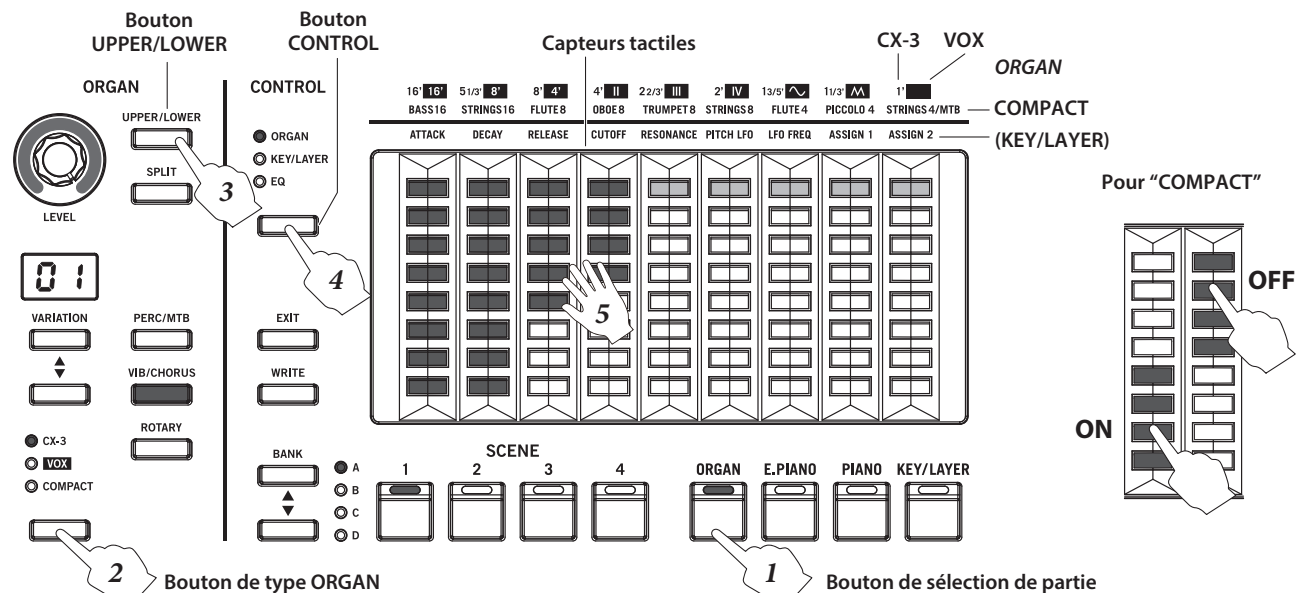 Bouton
UPPER/LOWER
Bouton
CONTROL
Capteurs tactiles
CX-3 VOX
ORGAN
ORGAN
CONTROL
16' 16' 5 1/3' 8' 8' 4' 4' II 2 2/3' III 2' IV 1 3/5' 1 1/3' 1'
BASS16 STRINGS16 FLUTE8 OBOE8 TRUMPET8 STRINGS8 FLUTE4 PICCOLO4 STRINGS4/MTB
COMPACT
ATTACK DECAY RELEASE CUTOFF RESONANCE PITCH LFO LFO FREQ ASSIGN 1 ASSIGN 2
(KEY/LAYER)
UPPER/LOWER
SPLIT
LEVEL
3
ORGAN
KEY/LAYER
EQ
4
5
Pour "COMPACT"
OFF
ON
01
VARIATION
PERC/MTB
VIB/CHORUS
ROTARY
CX-3
VOX
COMPACT
EXIT
WRITE
BANK
A
B
C
D
SCENE
1 2 3 4
ORGAN E.PIANO PIANO KEY/LAYER
2
Bouton de type ORGAN
1
Bouton de sélection de partie